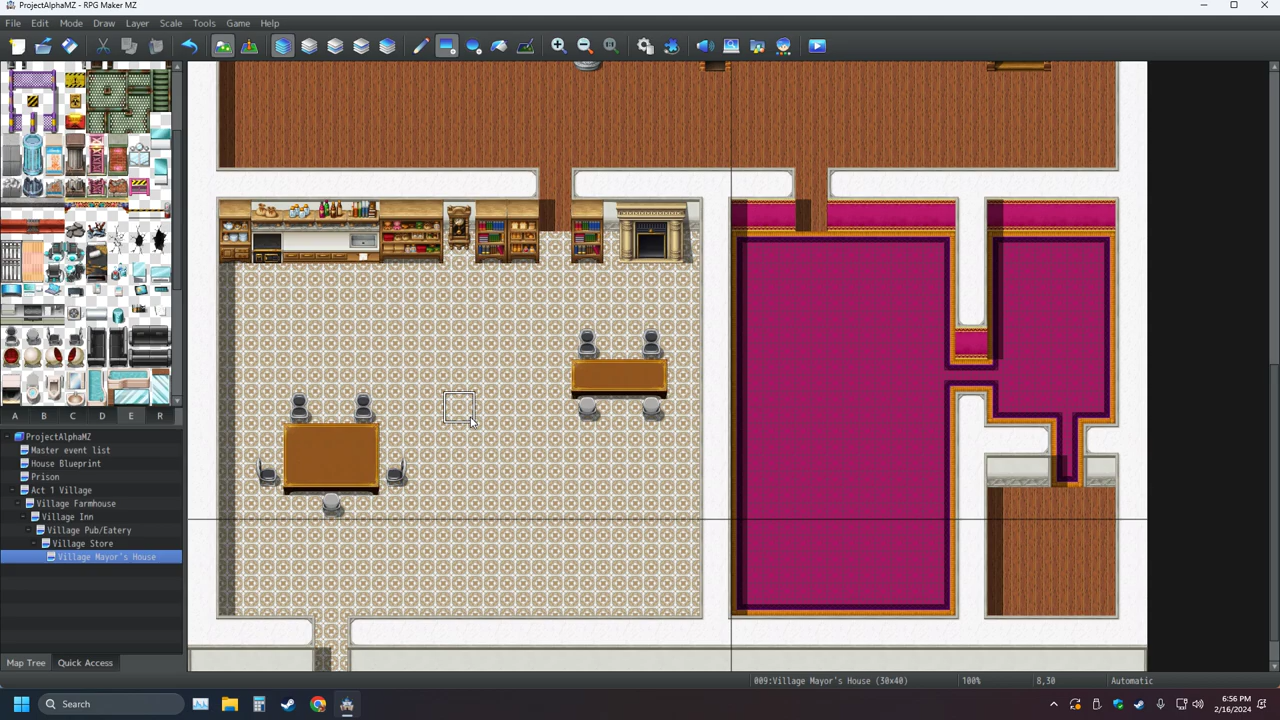 ProjectAlphaMZ - RPG Maker MZ
File Edit Mode Draw Layer Scale Tools Game Help
A B C D E R
ProjectAlphaMZ
Master event list
House Blueprint
Prison
Act 1 Village
Village Farmhouse
Village Inn
Village Pub/Eatery
Village Store
Village Mayor's House
Map Tree Quick Access
009:Village Mayor's House (30×40) 100% 8,30 Automatic
Search
6:56 PM
2/16/2024